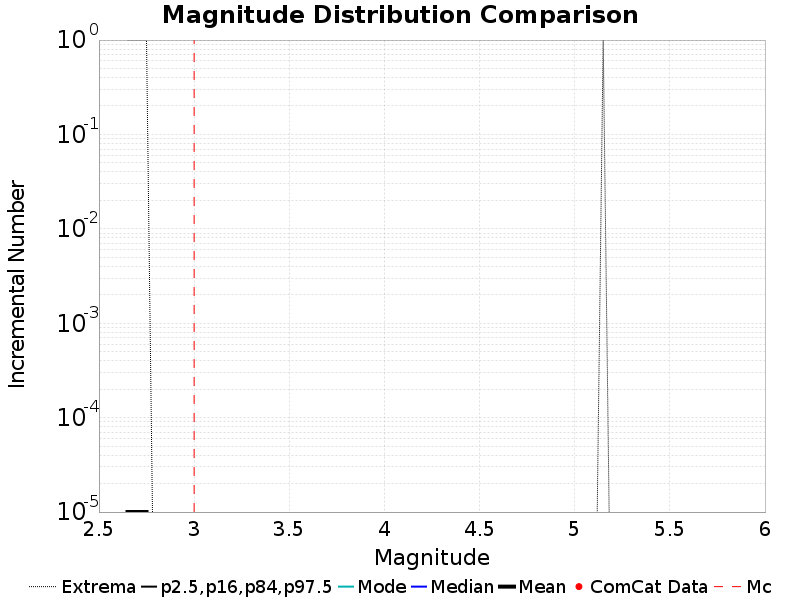 Magnitude Distribution Comparison
Incremental Number
10^0
10^-1
10^-2
10^-3
10^-4
10^-5
2.5 3 3.5 4 4.5 5 5.5 6
Magnitude
Extrema p2.5,p16,p84,p97.5 Mode Median Mean ComCat Data Mc